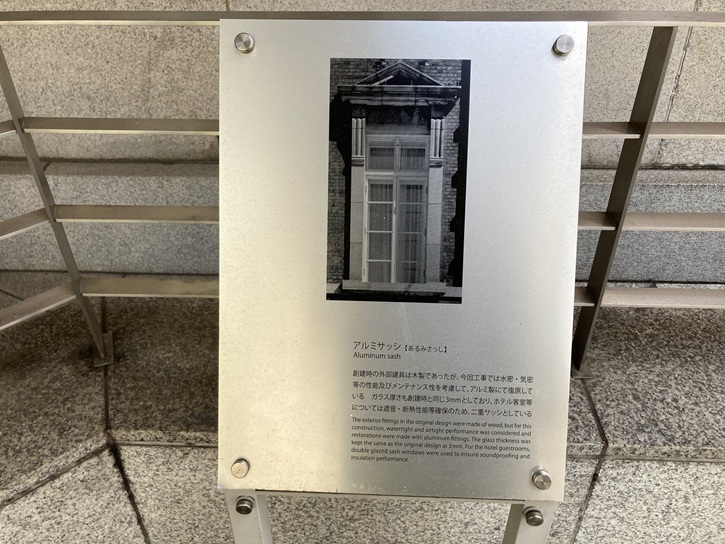 アルミサッシ【あるみさっし】
Aluminum sash
創建時の外部建具は木製であったが、今回工事では水密・気密
等の性能及びメンテナンス性を考慮して、アルミ製にて復原して
いる ガラス厚さも創建時と同じ3mmとしており、ホテル客室等
については遮音・断熱性能等確保のため、二重サッシとしている
The exterior fittings in the original design were made of wood, but for this
construction, watertight and airtight performance was considered and
restorations were made with aluminum fittings. The glass thickness was
kept the same as the original design at 3mm. For the hotel guestrooms,
double glazed sash windows were used to ensure soundproofing and
insulation performance.